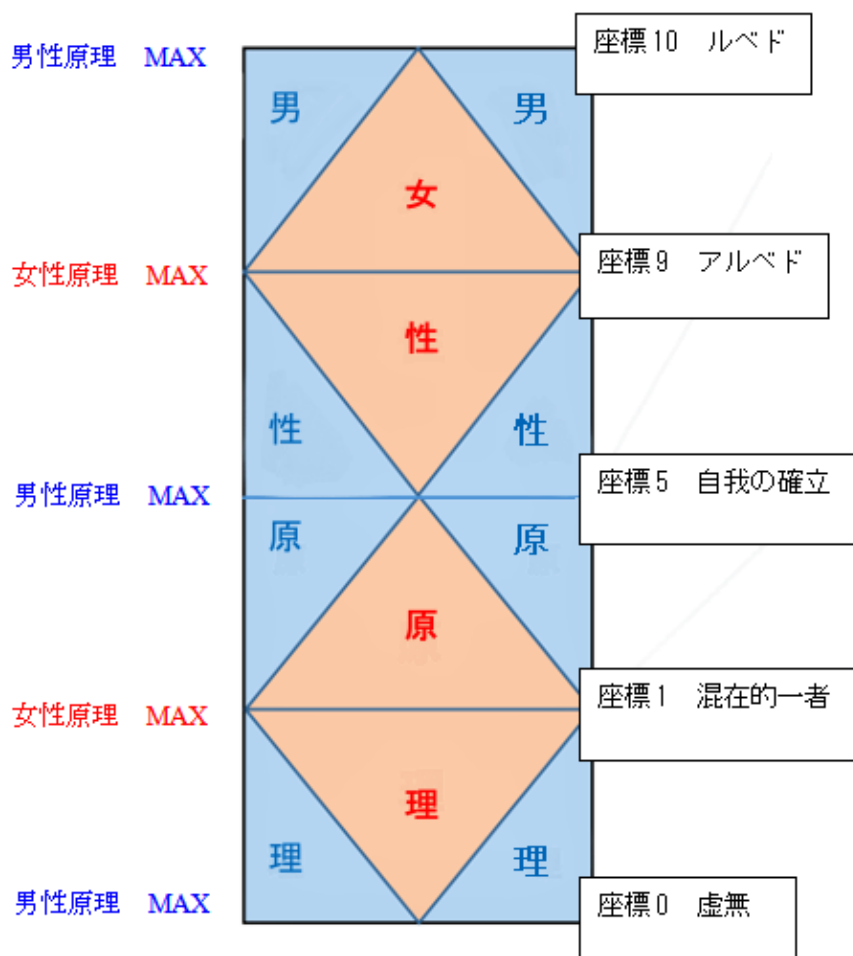 男性原理 MAX
座標10 ルベド
男 男
女
女性原理 MAX
座標9 アルベド
性
性 性
男性原理 MAX
座標5 自我の確立
原 原
原
女性原理 MAX
座標1 混在的一者
理
理 理
男性原理 MAX
座標0 虚無